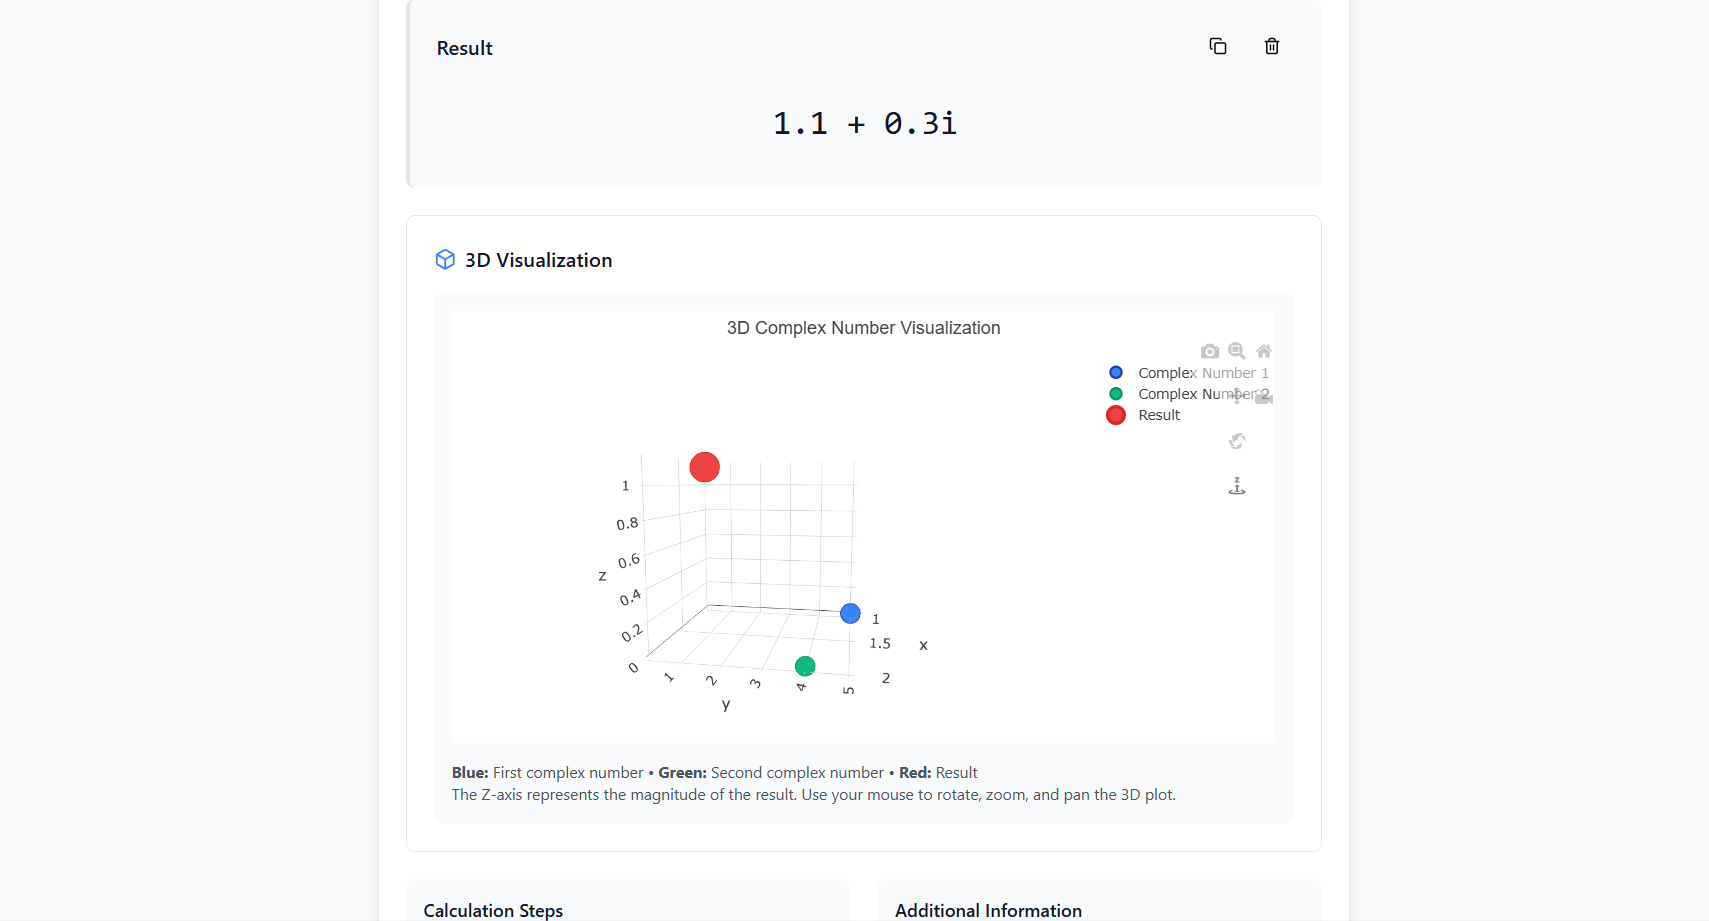 Result
1.1 + 0.3i
3D Visualization
3D Complex Number Visualization
Complex Number 1
Complex Number 2
Result
z
1
0.8
0.6
0.4
0.2
0
z
1
2
3
4
5
y
1
1.5
2
x
Blue: First complex number • Green: Second complex number • Red: Result
The Z-axis represents the magnitude of the result. Use your mouse to rotate, zoom, and pan the 3D plot.
Calculation Steps
Additional Information